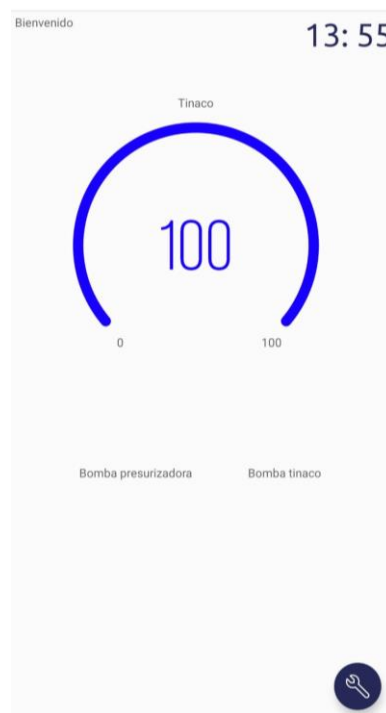 Bienvenido
13: 55
Tinaco
100
0
100
Bomba presurizadora
Bomba tinaco